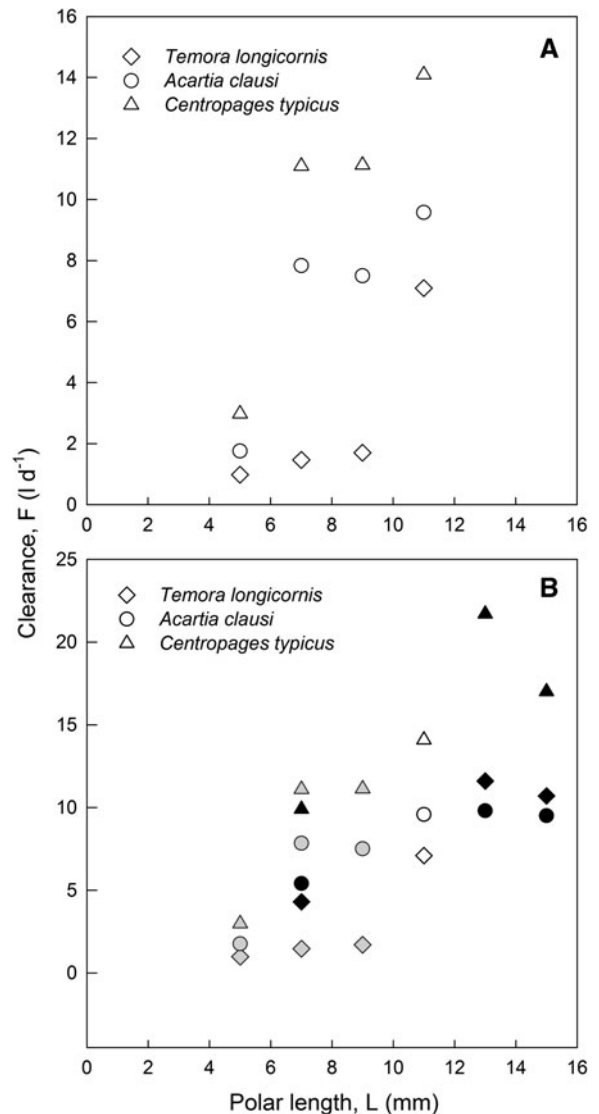 16
14
12
10
8
6
4
2
0
A
Temora longicornis
Acartia clausi
Centropages typicus
0 2 4 6 8 10 12 14 16
Clearance, F (l d⁻¹)
25
20
15
10
5
0
B
Temora longicornis
Acartia clausi
Centropages typicus
0 2 4 6 8 10 12 14 16
Polar length, L (mm)